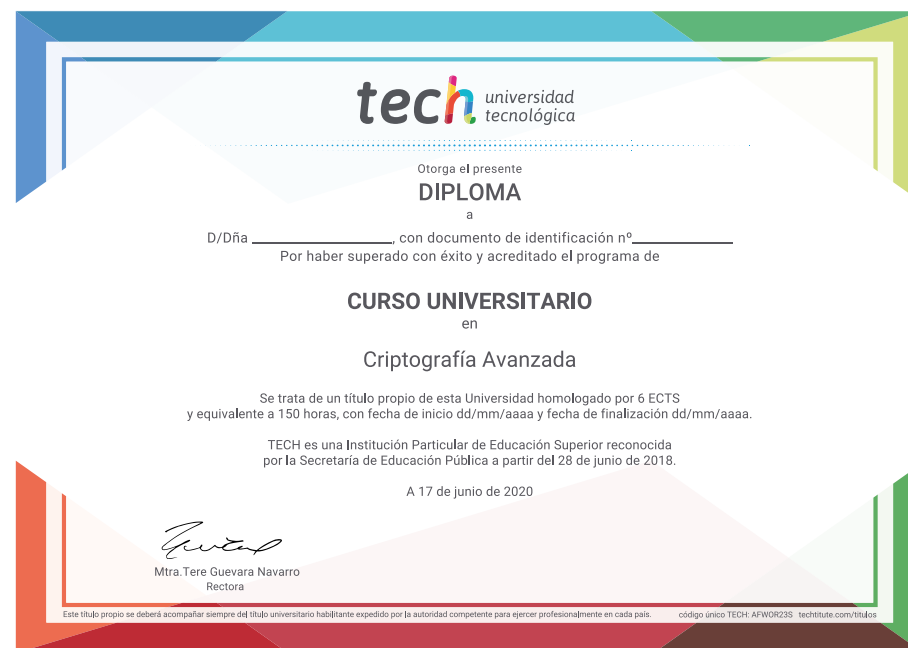 tech universidad
tecnológica
Otorga el presente
DIPLOMA
a
D/Dña ____________________, con documento de identificación nº______________
Por haber superado con éxito y acreditado el programa de
CURSO UNIVERSITARIO
en
Criptografía Avanzada
Se trata de un título propio de esta Universidad homologado por 6 ECTS
y equivalente a 150 horas, con fecha de inicio dd/mm/aaaa y fecha de finalización dd/mm/aaaa.
TECH es una Institución Particular de Educación Superior reconocida
por la Secretaría de Educación Pública a partir del 28 de junio de 2018.
A 17 de junio de 2020
Mtra.Tere Guevara Navarro
Rectora
Este título propio se deberá acompañar siempre del título universitario habilitante expedido por la autoridad competente para ejercer profesionalmente en cada país. código único TECH: AFWOR23S techtitute.com/titulos